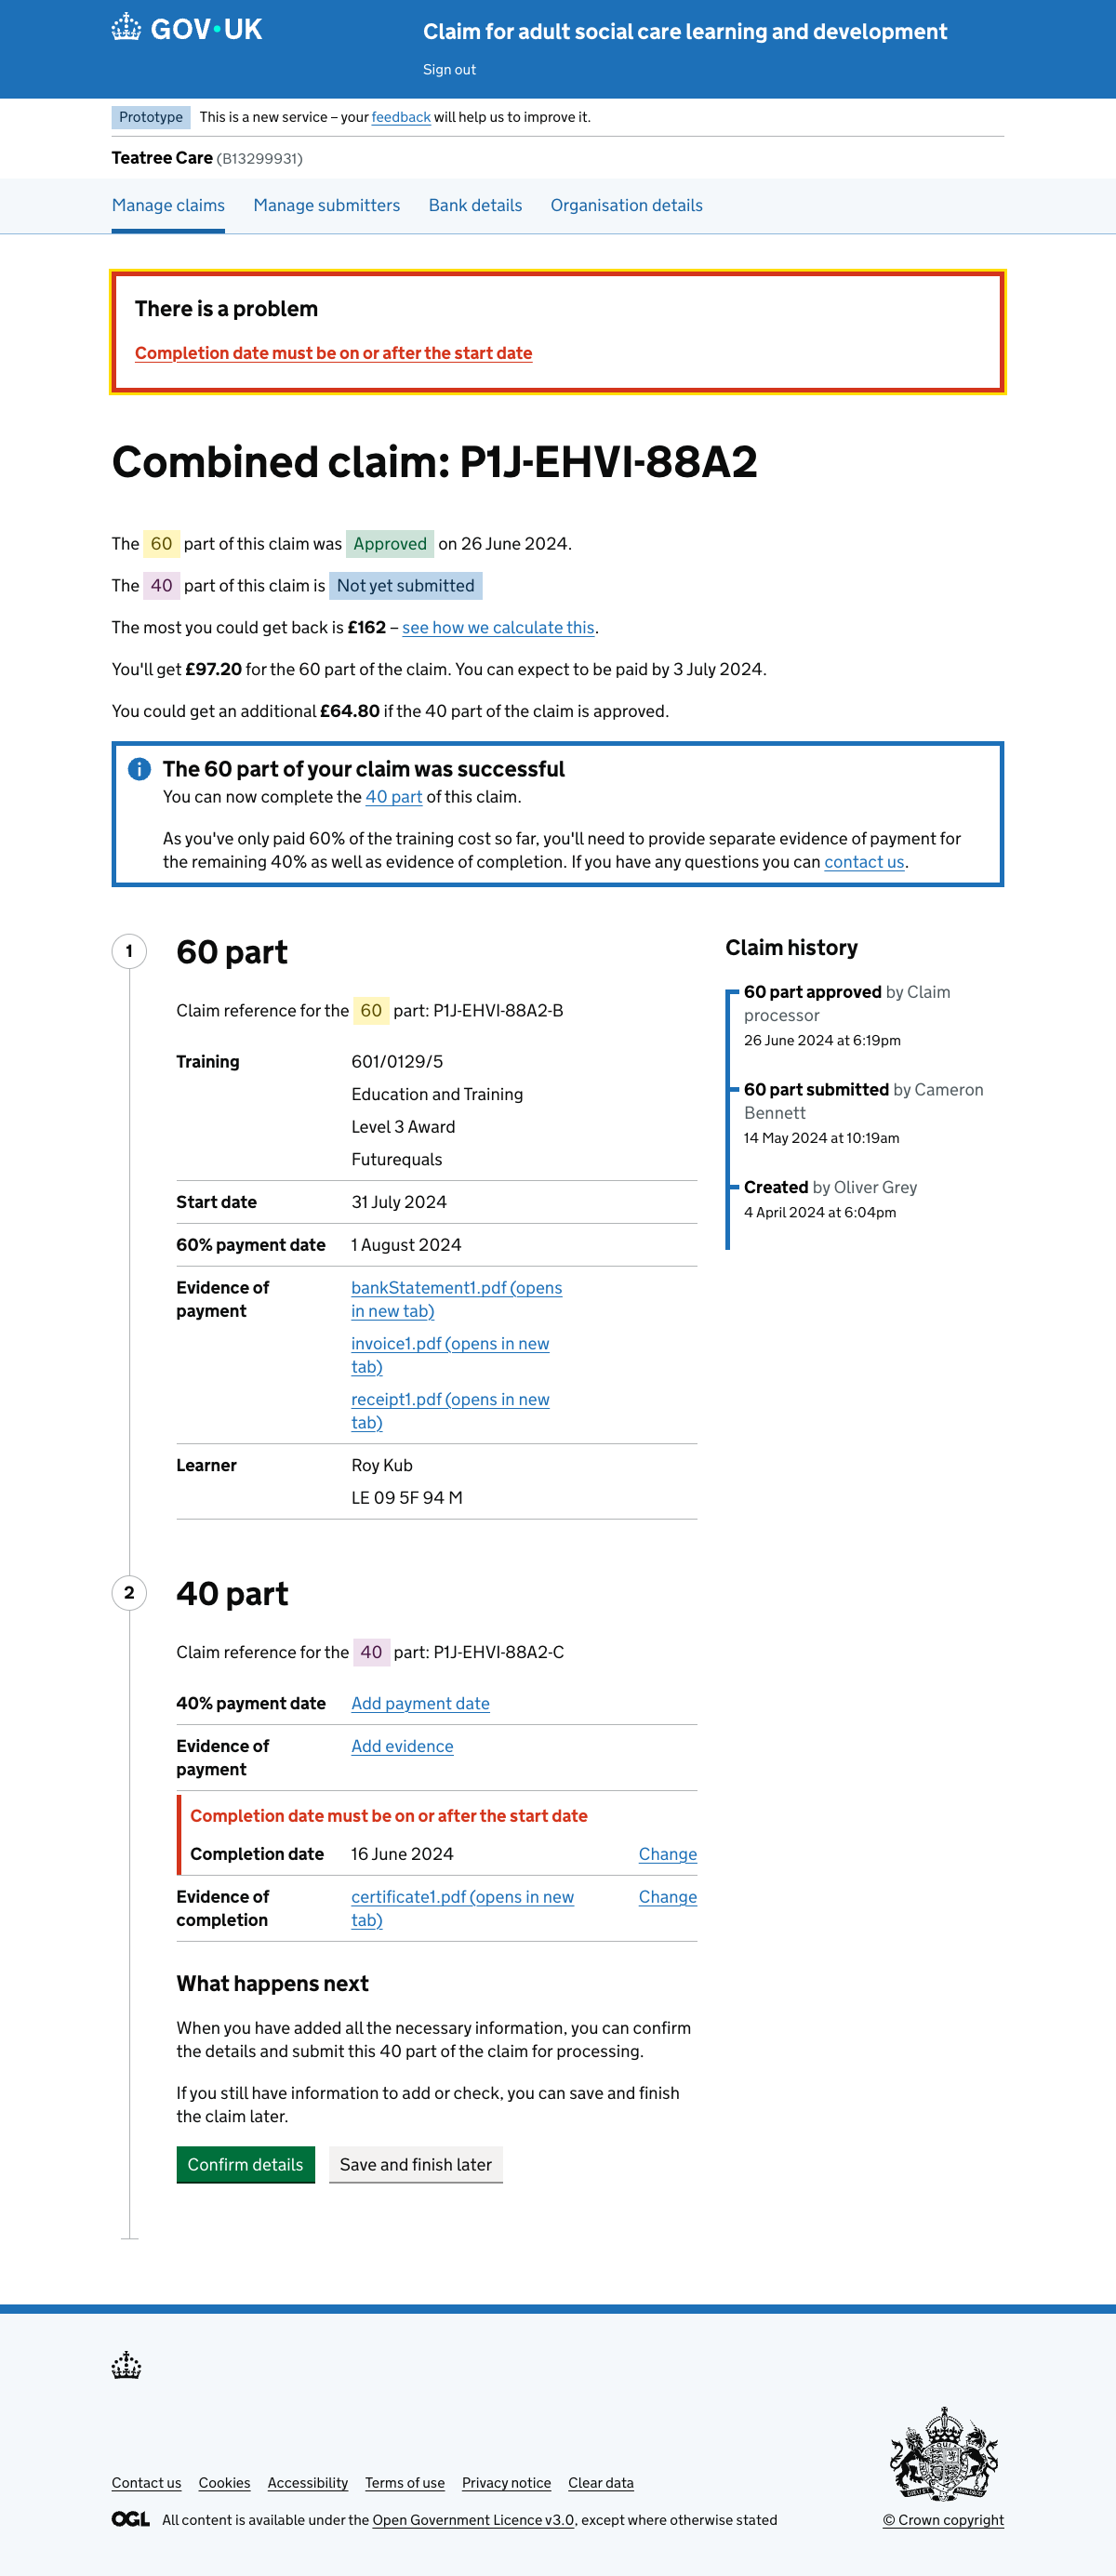 GOV·UK
Claim for adult social care learning and development
Sign out
Prototype This is a new service – your feedback will help us to improve it.
Teatree Care (B13299931)
Manage claims Manage submitters Bank details Organisation details
There is a problem
Completion date must be on or after the start date
Combined claim: P1J-EHVI-88A2
The 60 part of this claim was Approved on 26 June 2024.
The 40 part of this claim is Not yet submitted
The most you could get back is £162 – see how we calculate this.
You'll get £97.20 for the 60 part of the claim. You can expect to be paid by 3 July 2024.
You could get an additional £64.80 if the 40 part of the claim is approved.
The 60 part of your claim was successful
You can now complete the 40 part of this claim.
As you've only paid 60% of the training cost so far, you'll need to provide separate evidence of payment for
the remaining 40% as well as evidence of completion. If you have any questions you can contact us.
1
60 part
Claim reference for the 60 part: P1J-EHVI-88A2-B
Training 601/0129/5
Education and Training
Level 3 Award
Futurequals
Start date 31 July 2024
60% payment date 1 August 2024
Evidence of
payment
bankStatement1.pdf (opens
in new tab)
invoice1.pdf (opens in new
tab)
receipt1.pdf (opens in new
tab)
Learner Roy Kub
LE 09 5F 94 M
Claim history
60 part approved by Claim
processor
26 June 2024 at 6:19pm
60 part submitted by Cameron
Bennett
14 May 2024 at 10:19am
Created by Oliver Grey
4 April 2024 at 6:04pm
2
40 part
Claim reference for the 40 part: P1J-EHVI-88A2-C
40% payment date Add payment date
Evidence of
payment
Add evidence
Completion date must be on or after the start date
Completion date 16 June 2024 Change
Evidence of
completion
certificate1.pdf (opens in new
tab)
Change
What happens next
When you have added all the necessary information, you can confirm
the details and submit this 40 part of the claim for processing.
If you still have information to add or check, you can save and finish
the claim later.
Confirm details Save and finish later
Contact us Cookies Accessibility Terms of use Privacy notice Clear data
OGL All content is available under the Open Government Licence v3.0, except where otherwise stated
© Crown copyright